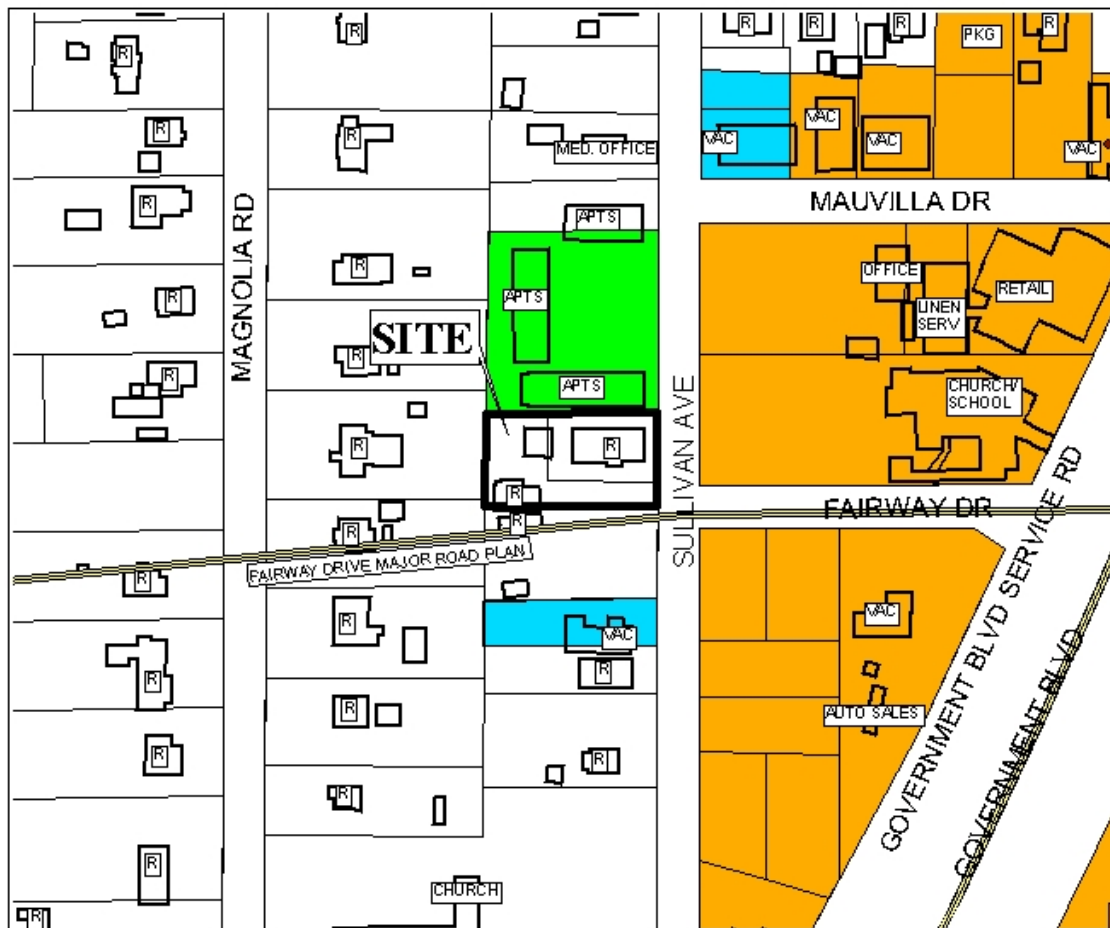 R
R
R
R
R
PKG
R
R
R
MED. OFFICE
VAC
VAC
VAC
VAC
MAUVILLA DR
R
APTS
MAGNOLIA RD
R
R
APTS
OFFICE
LINEN
SERV
RETAIL
SITE
R
R
APTS
SULLIVAN AVE
CHURCH/
SCHOOL
R
R
R
R
R
FAIRWAY DR
FAIRWAY DRIVE MAJOR ROAD PLAN
R
R
VAC
VAC
R
R
R
AUTO SALES
GOVERNMENT BLVD SERVICE RD
GOVERNMENT BLVD
R
R
R
R
CHURCH
R